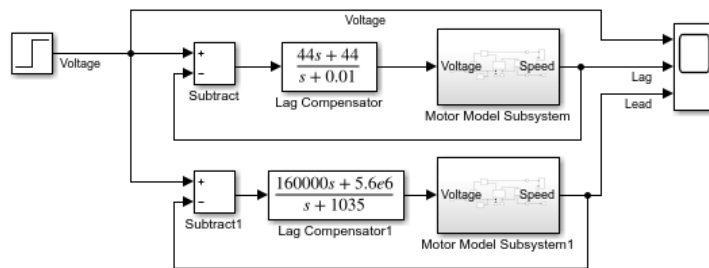 Voltage
Voltage
+
−
Subtract
44s + 44
s + 0.01
Lag Compensator
Voltage Speed
Motor Model Subsystem
Lag
Lead
+
−
Subtract1
160000s + 5.6e6
s + 1035
Lag Compensator1
Voltage Speed
Motor Model Subsystem1